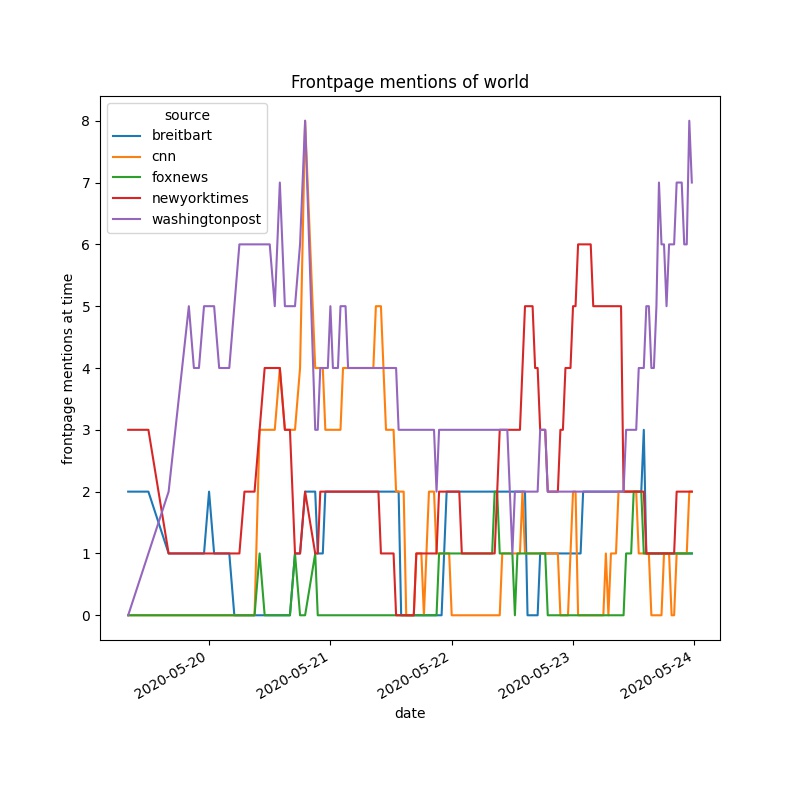 Frontpage mentions of world
source
breitbart
cnn
foxnews
newyorktimes
washingtonpost
8
7
6
5
4
3
2
1
0
frontpage mentions at time
2020-05-20
2020-05-21
2020-05-22
2020-05-23
2020-05-24
date